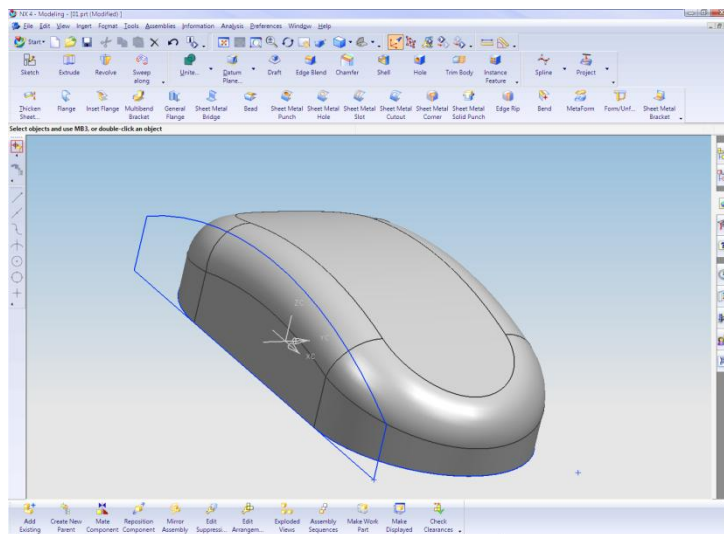 NX 4 - Modeling - [01.prt (Modified) ]
File Edit View Insert Format Tools Assemblies Information Analysis Preferences Window Help
Start
Sketch Extrude Revolve Sweep along Unite... Datum Plane... Draft Edge Blend Chamfer Shell Hole Trim Body Instance Feature Spline Project
Thicken Sheet... Flange Inset Flange Multibend Bracket General Flange Sheet Metal Bridge Bead Sheet Metal Punch Sheet Metal Hole Sheet Metal Slot Sheet Metal Cutout Sheet Metal Corner Sheet Metal Solid Punch Edge Rip Bend MetaForm Form/Unf... Sheet Metal Bracket
Select objects and use MB3, or double-click an object
ZC
XC
Add Existing Create New Parent Mate Component Reposition Component Mirror Assembly Edit Suppressi... Edit Arrangem... Exploded Views Assembly Sequences Make Work Part Make Displayed Check Clearances